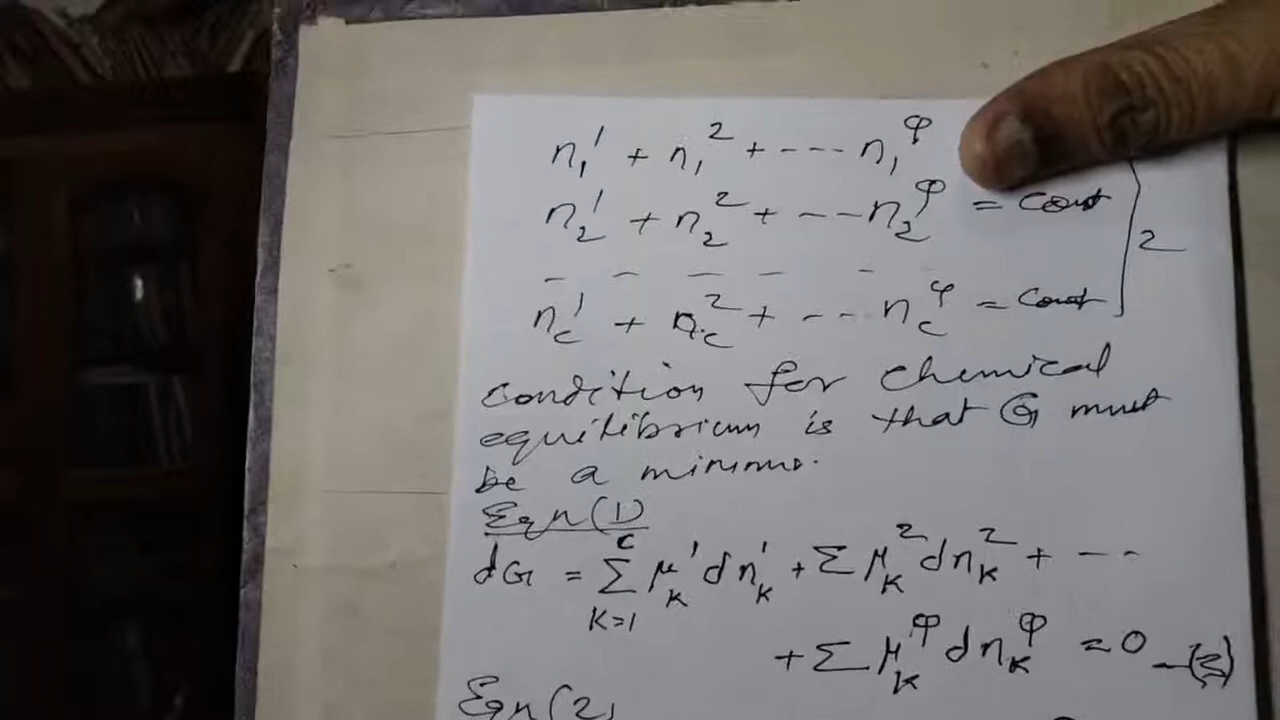 n₁¹ + n₁² + ---- n₁^φ
n₂¹ + n₂² + --- n₂^φ = const
_ _ _ _ _
n_c¹ + n_c² + --- n_c^φ = const } 2
condition for chemical
equilibrium is that G must
be a minimum.
Eqn(1)
dG = Σ_{K=1}^{c} μ_K¹ dn_K¹ + Σ μ_K² dn_K² + ---
+ Σ μ_K^φ dn_K^φ = 0 —(3)
Eqn(2)